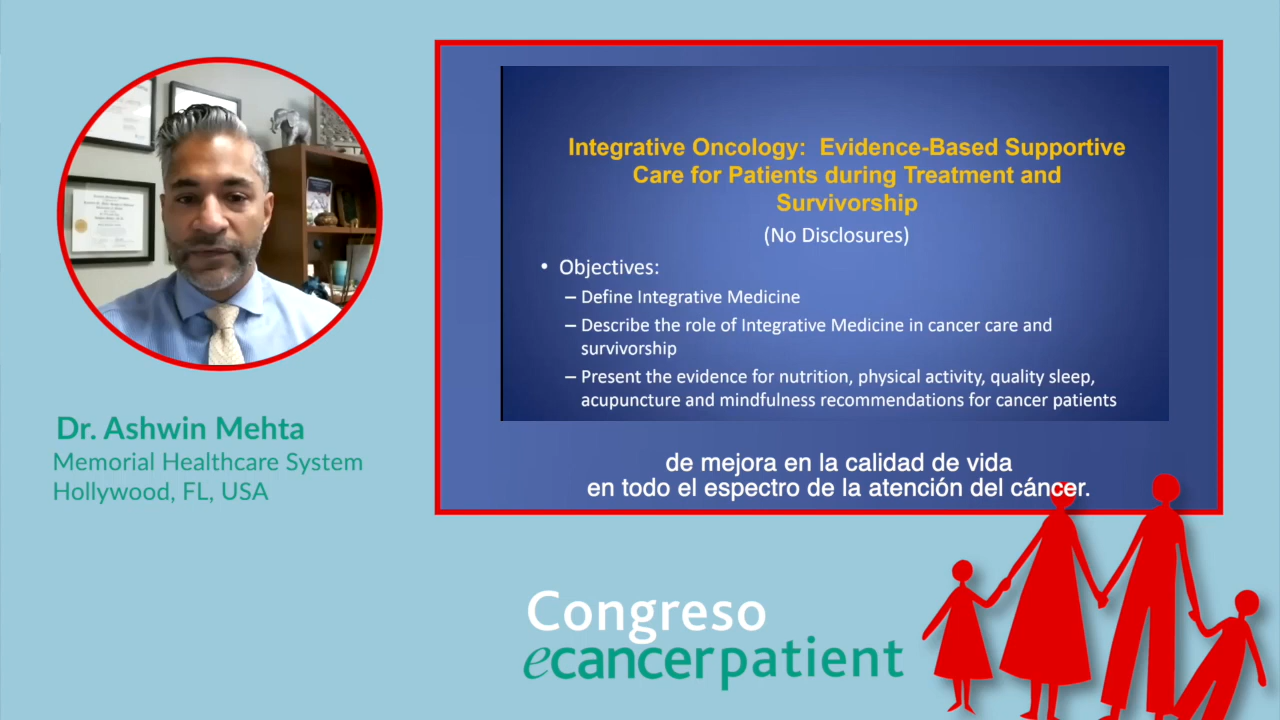 Dr. Ashwin Mehta
Memorial Healthcare System
Hollywood, FL, USA
Integrative Oncology: Evidence-Based Supportive
Care for Patients during Treatment and
Survivorship
(No Disclosures)
• Objectives:
– Define Integrative Medicine
– Describe the role of Integrative Medicine in cancer care and
survivorship
– Present the evidence for nutrition, physical activity, quality sleep,
acupuncture and mindfulness recommendations for cancer patients
de mejora en la calidad de vida
en todo el espectro de la atención del cáncer.
Congreso
ecancerpatient